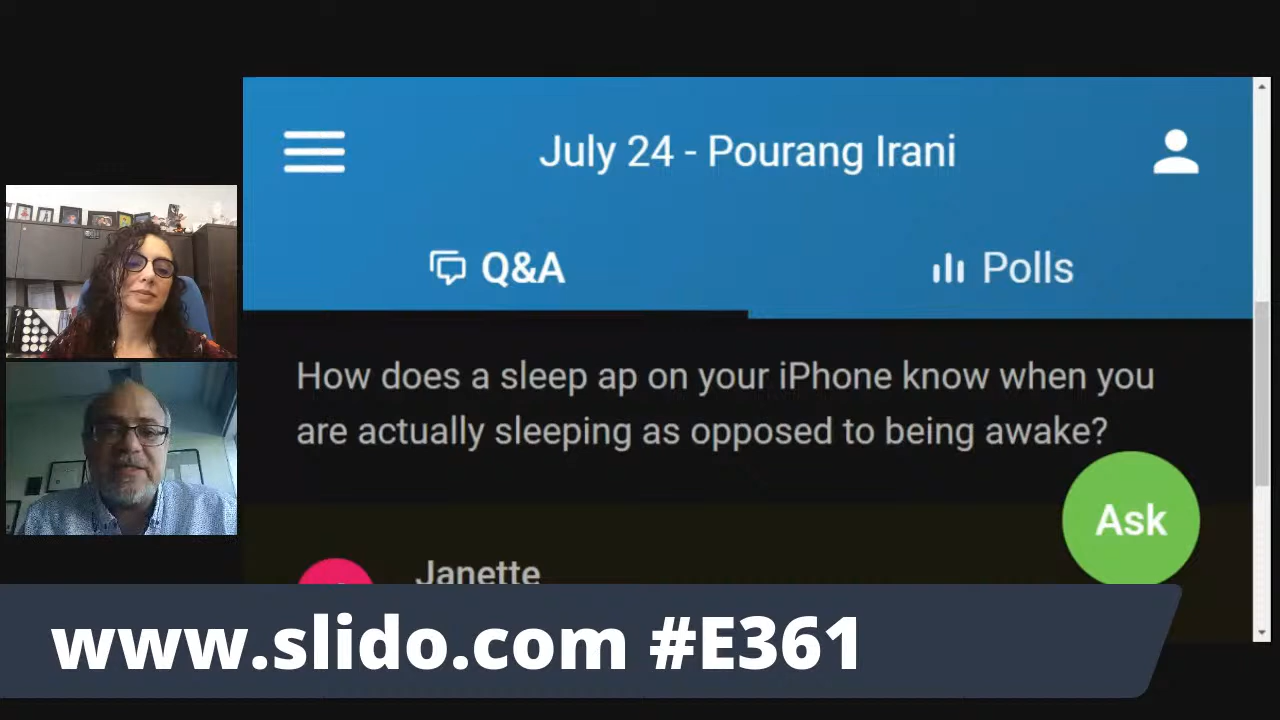 July 24 - Pourang Irani
Q&A
Polls
How does a sleep ap on your iPhone know when you
are actually sleeping as opposed to being awake?
Ask
Janette
www.slido.com #E361